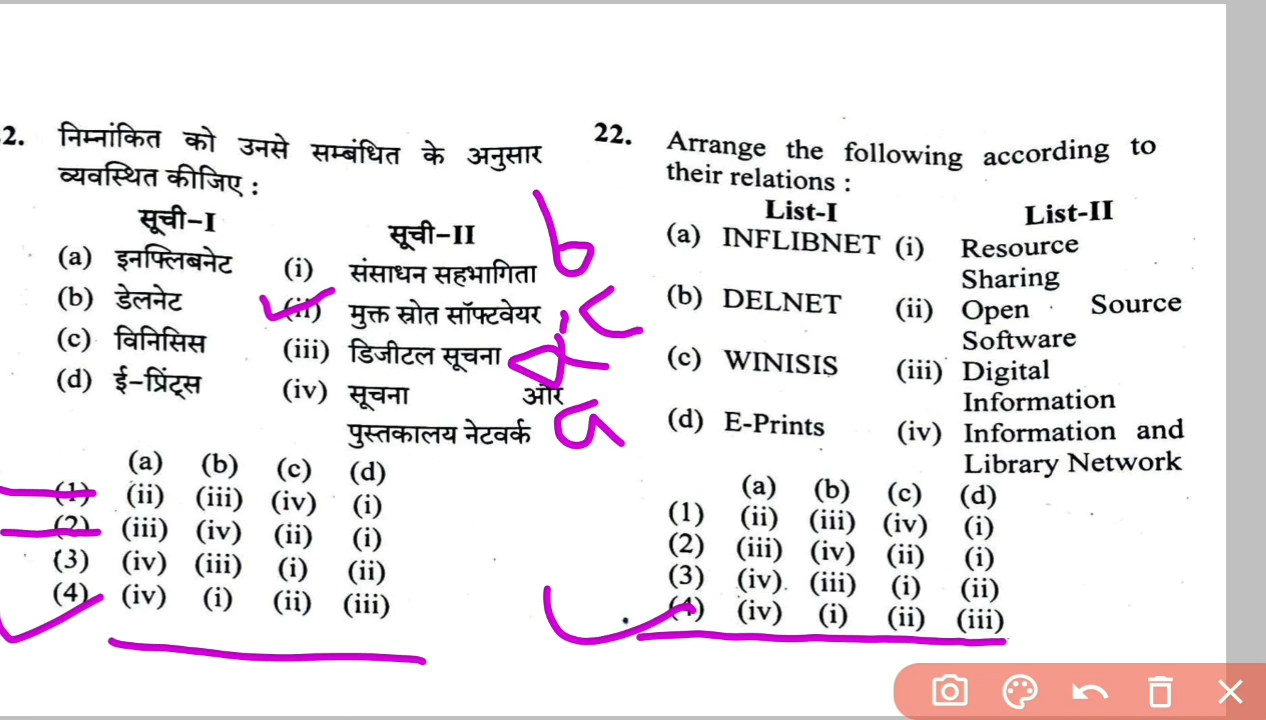 2. निम्नांकित को उनसे सम्बंधित के अनुसार
व्यवस्थित कीजिए :
सूची-I
सूची-II
(a) इनफ्लिबनेट (i) संसाधन सहभागिता
(b) डेलनेट (ii) मुक्त स्रोत सॉफ्टवेयर
(c) विनिसिस (iii) डिजीटल सूचना
(d) ई-प्रिंट्स (iv) सूचना और
पुस्तकालय नेटवर्क
(a) (b) (c) (d)
(1) (ii) (iii) (iv) (i)
(2) (iii) (iv) (ii) (i)
(3) (iv) (iii) (i) (ii)
(4) (iv) (i) (ii) (iii)
b
c
a
22. Arrange the following according to
their relations :
List-I List-II
(a) INFLIBNET (i) Resource
Sharing
(b) DELNET (ii) Open Source
Software
(c) WINISIS (iii) Digital
Information
(d) E-Prints (iv) Information and
Library Network
(a) (b) (c) (d)
(1) (ii) (iii) (iv) (i)
(2) (iii) (iv) (ii) (i)
(3) (iv). (iii) (i) (ii)
(4) (iv) (i) (ii) (iii)